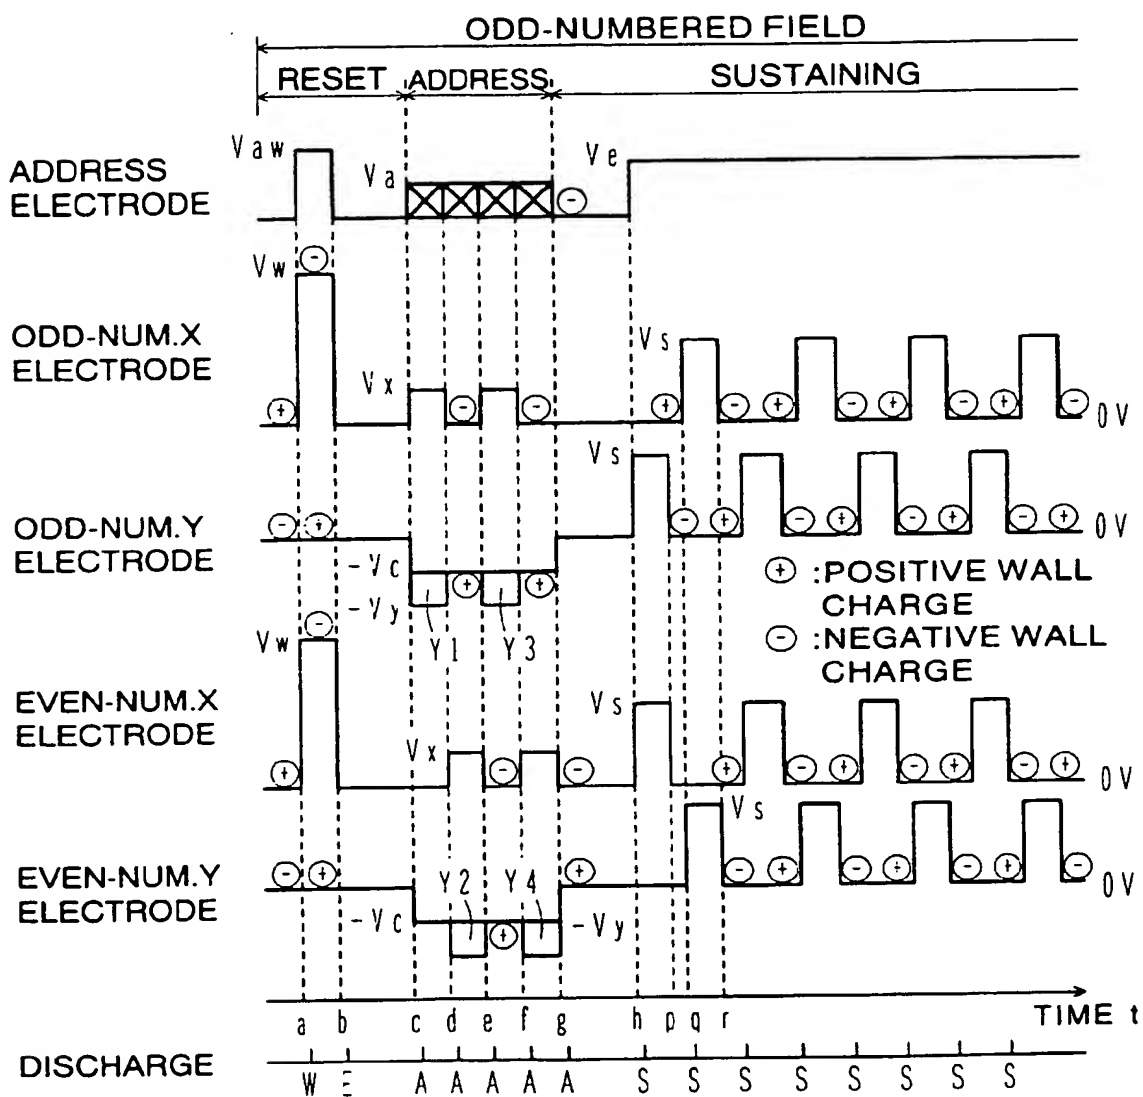 ODD-NUMBERED FIELD
RESET ADDRESS SUSTAINING
Vaw
Va
Ve
ADDRESS
ELECTRODE
Vw
ODD-NUM.X
ELECTRODE
Vx
Vs
0V
Vs
ODD-NUM.Y
ELECTRODE
0V
-Vc
-Vy
Y1 Y3
⊕ :POSITIVE WALL
CHARGE
⊖ :NEGATIVE WALL
CHARGE
Vw
EVEN-NUM.X
ELECTRODE
Vx
Vs
0V
Vs
EVEN-NUM.Y
ELECTRODE
Y2 Y4
0V
-Vc
-Vy
a b c d e f g h p q r
TIME t
DISCHARGE
W E A A A A A S S S S S S S